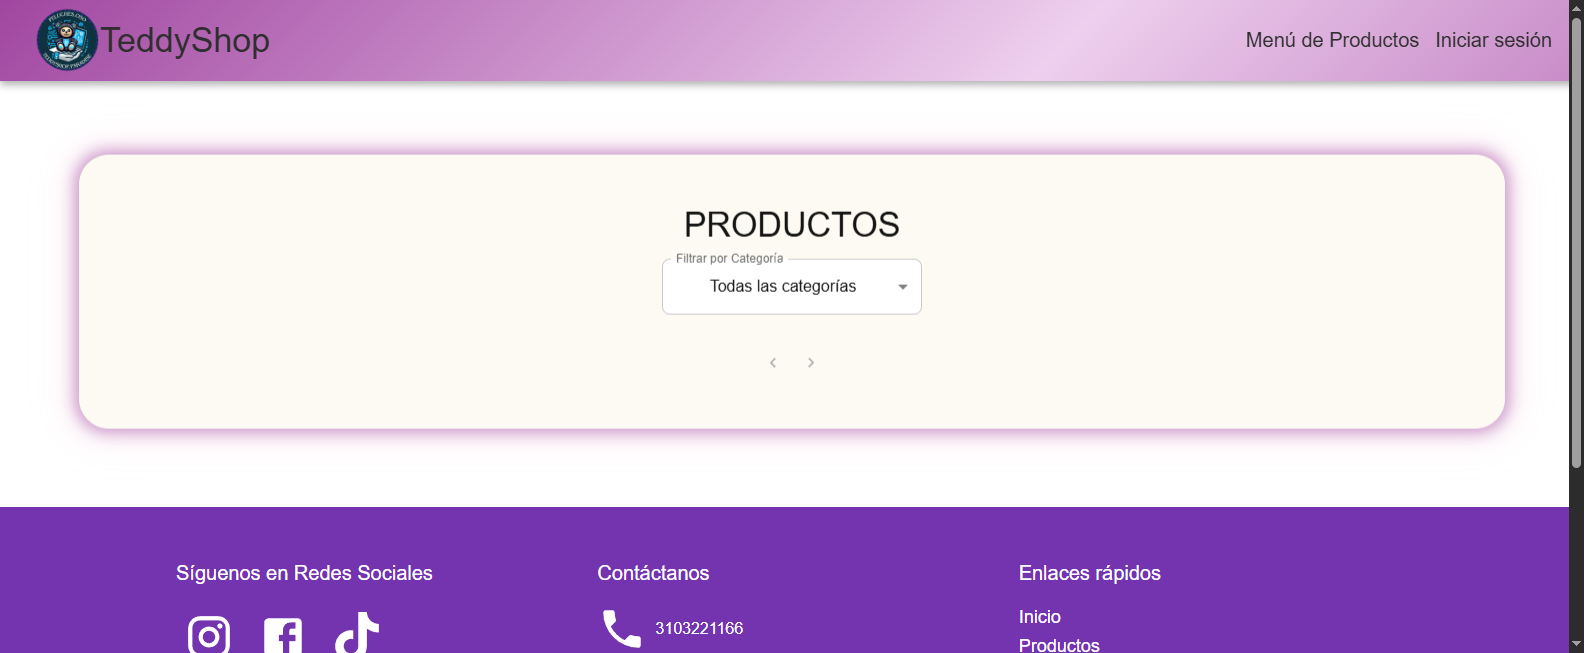 TeddyShop
Menú de Productos
Iniciar sesión
PRODUCTOS
Filtrar por Categoría
Todas las categorías
Síguenos en Redes Sociales
Contáctanos
3103221166
Enlaces rápidos
Inicio
Productos